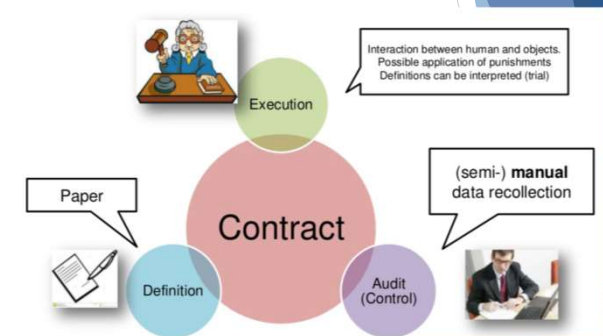 Interaction between human and objects.
Possible application of punishments
Definitions can be interpreted (trial)
Execution
(semi-) manual
data recollection
Paper
Contract
Definition
Audit
(Control)